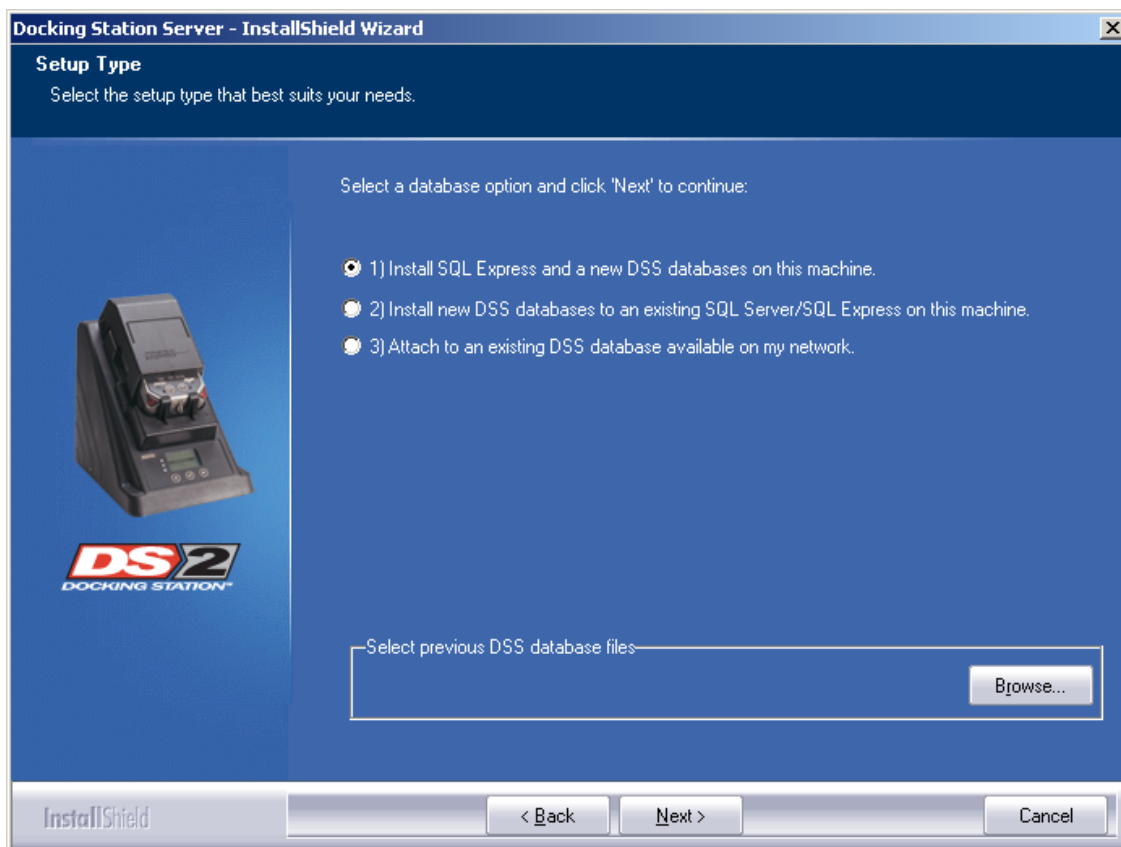 Docking Station Server - InstallShield Wizard
Setup Type
Select the setup type that best suits your needs.
Select a database option and click 'Next' to continue:
1) Install SQL Express and a new DSS databases on this machine.
2) Install new DSS databases to an existing SQL Server/SQL Express on this machine.
3) Attach to an existing DSS database available on my network.
DS2
DOCKING STATION™
Select previous DSS database files
Browse...
InstallShield
< Back
Next >
Cancel